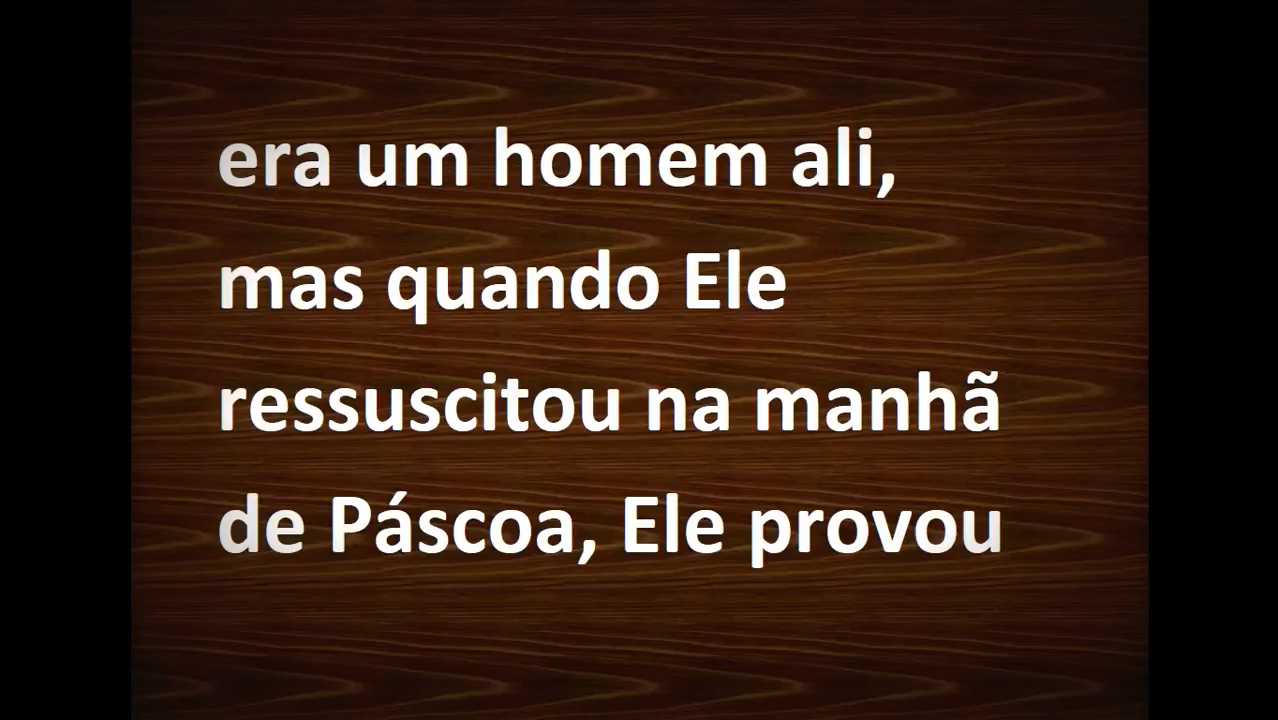 era um homem ali,
mas quando Ele
ressuscitou na manhã
de Páscoa, Ele provou